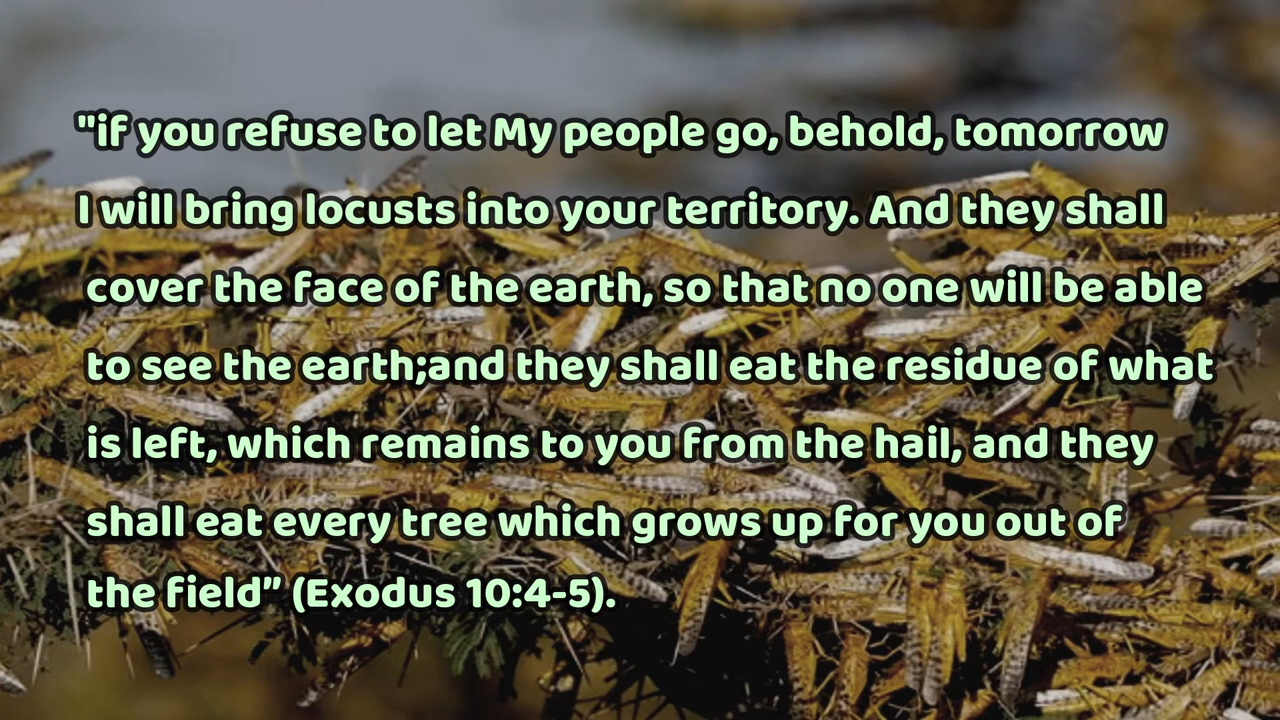 "if you refuse to let My people go, behold, tomorrow
I will bring locusts into your territory. And they shall
cover the face of the earth, so that no one will be able
to see the earth;and they shall eat the residue of what
is left, which remains to you from the hail, and they
shall eat every tree which grows up for you out of
the field” (Exodus 10:4-5).